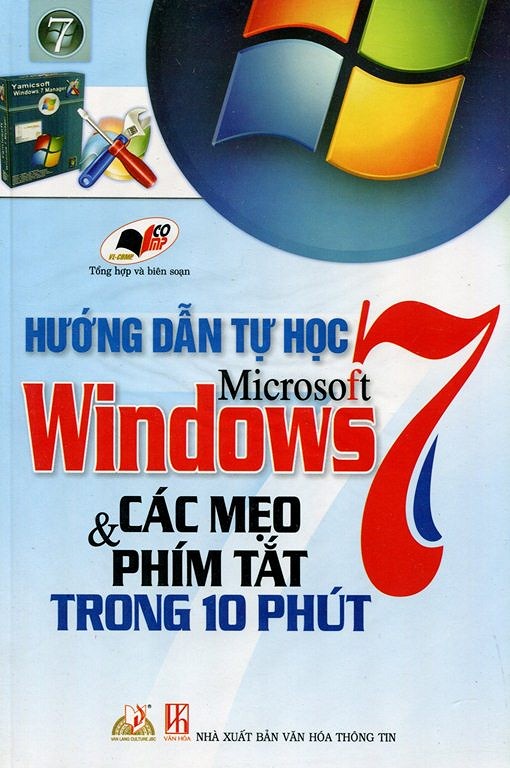 7
Yamicsoft
Windows 7 Manager
VL-COMP
CO
MP
Tổng hợp và biên soạn
HƯỚNG DẪN TỰ HỌC
Microsoft
Windows 7
& CÁC MẸO
PHÍM TẮT
TRONG 10 PHÚT
VAN LANG CULTURE JSC
VĂN HÓA
NHÀ XUẤT BẢN VĂN HÓA THÔNG TIN